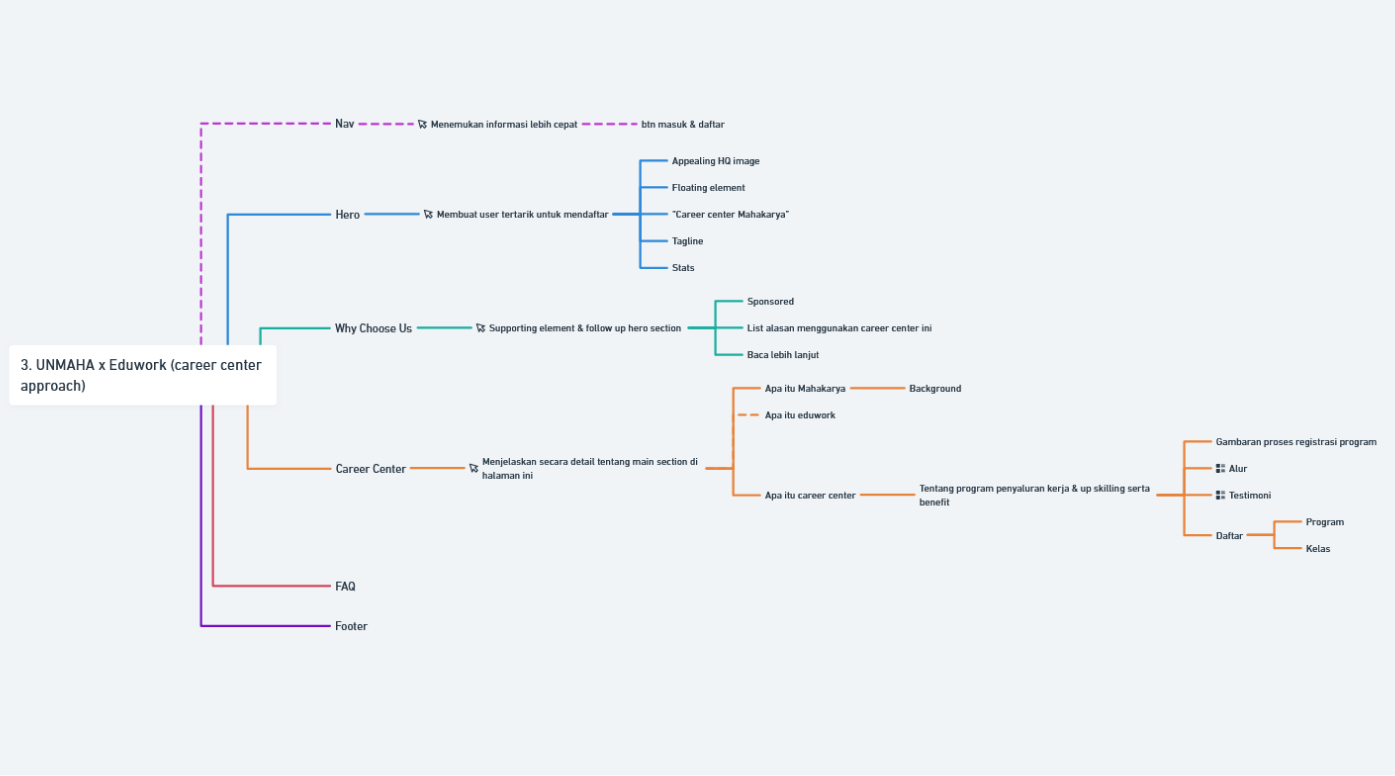 Nav
Menemukan informasi lebih cepat
btn masuk & daftar
Hero
Membuat user tertarik untuk mendaftar
Appealing HQ image
Floating element
"Career center Mahakarya"
Tagline
Stats
Why Choose Us
Supporting element & follow up hero section
Sponsored
List alasan menggunakan career center ini
Baca lebih lanjut
3. UNMAHA x Eduwork (career center
approach)
Career Center
Menjelaskan secara detail tentang main section di
halaman ini
Apa itu Mahakarya
Background
Apa itu eduwork
Apa itu career center
Tentang program penyaluran kerja & up skilling serta
benefit
Gambaran proses registrasi program
Alur
Testimoni
Daftar
Program
Kelas
FAQ
Footer